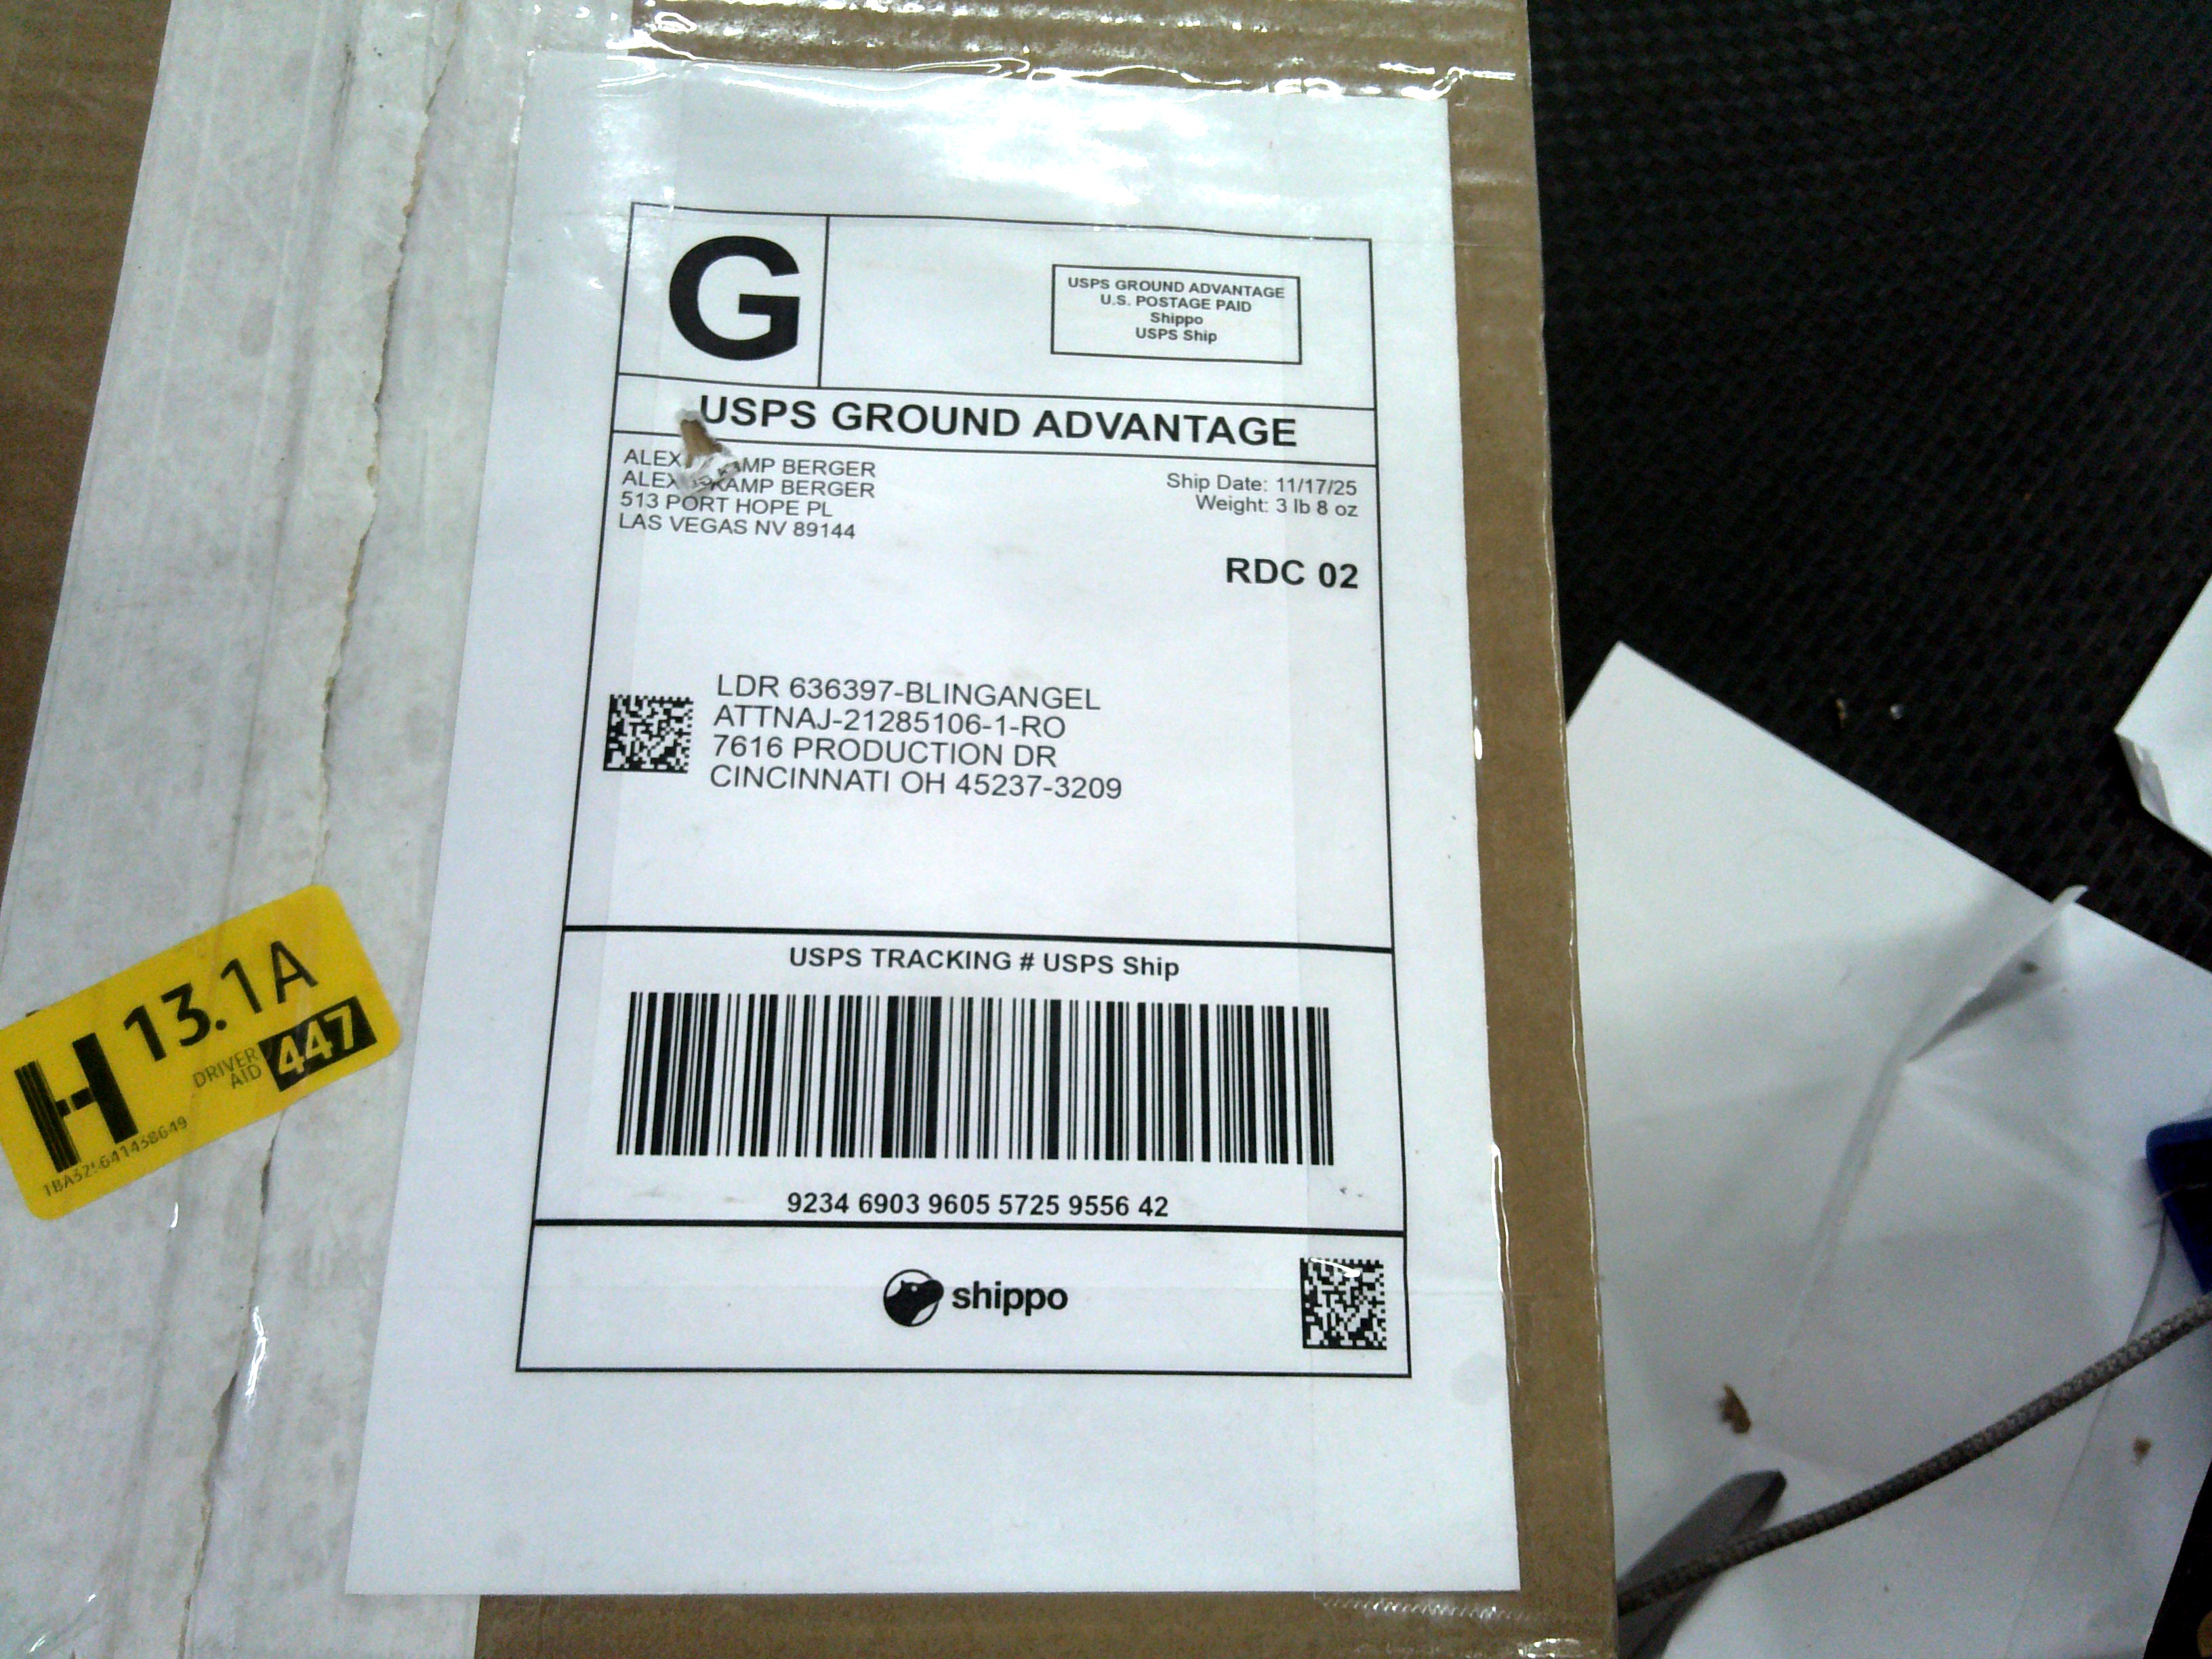 G
USPS GROUND ADVANTAGE
U.S. POSTAGE PAID
Shippo
USPS Ship
USPS GROUND ADVANTAGE
BERGER
KAMP BERGER
513 PORT HOPE PL
LAS VEGAS NV 89144
Ship Date: 11/17/25
Weight: 3 lb 8 oz
RDC 02
LDR 636397-BLINGANGEL
ATTNAJ-21285106-1-RO
7616 PRODUCTION DR
CINCINNATI OH 45237-3209
USPS TRACKING # USPS Ship
9234 6903 9605 5725 9556 42
shippo
H 13.1A
DRIVER
AID 447